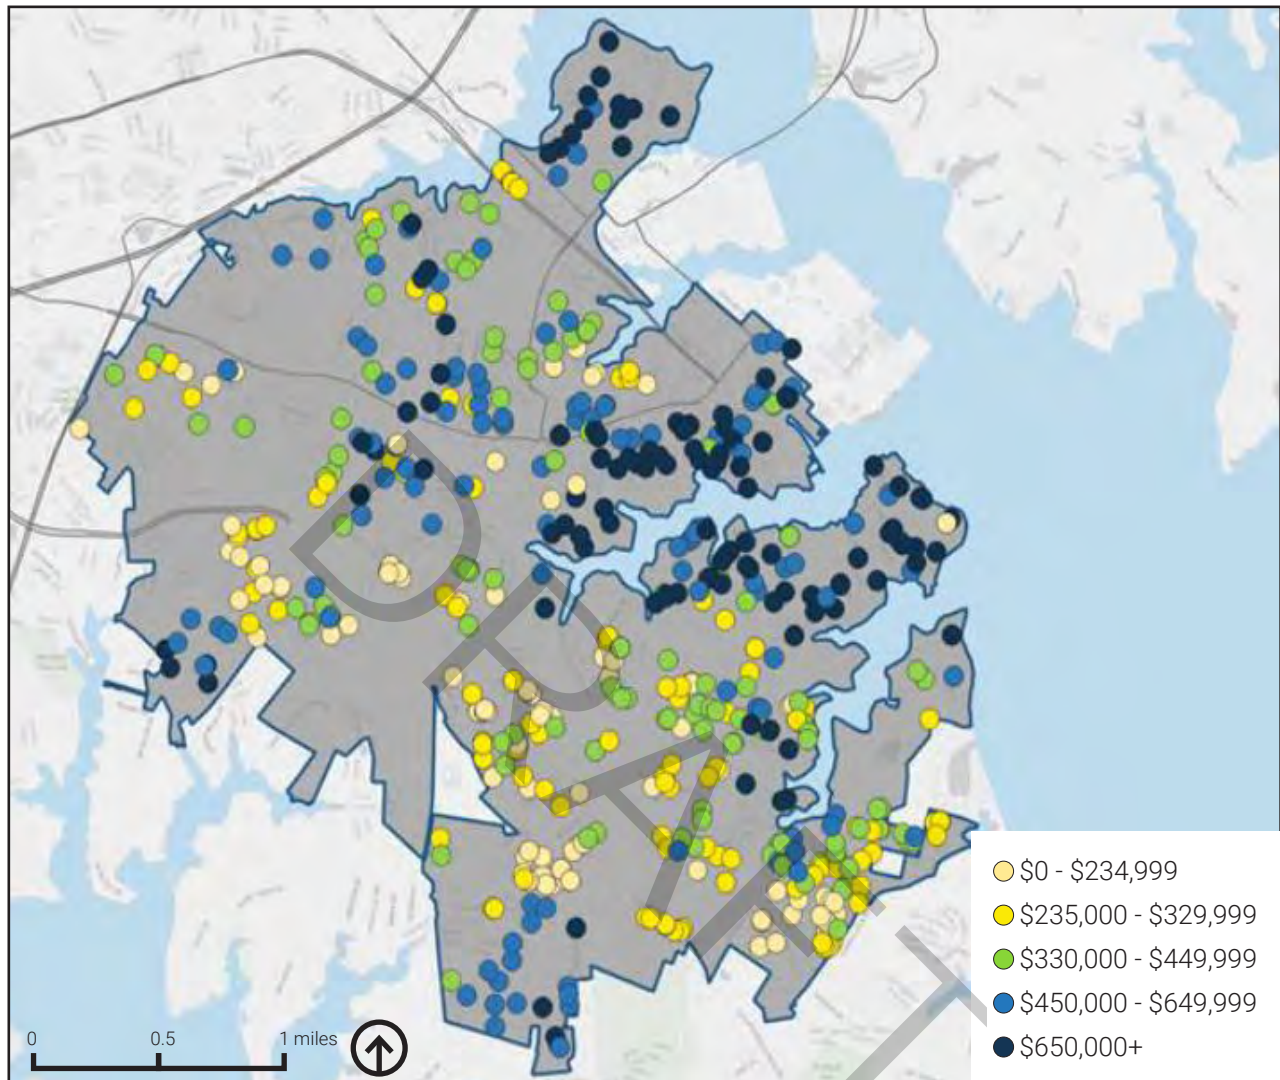 DRAFT
$0 - $234,999
$235,000 - $329,999
$330,000 - $449,999
$450,000 - $649,999
$650,000+
0 0.5 1 miles